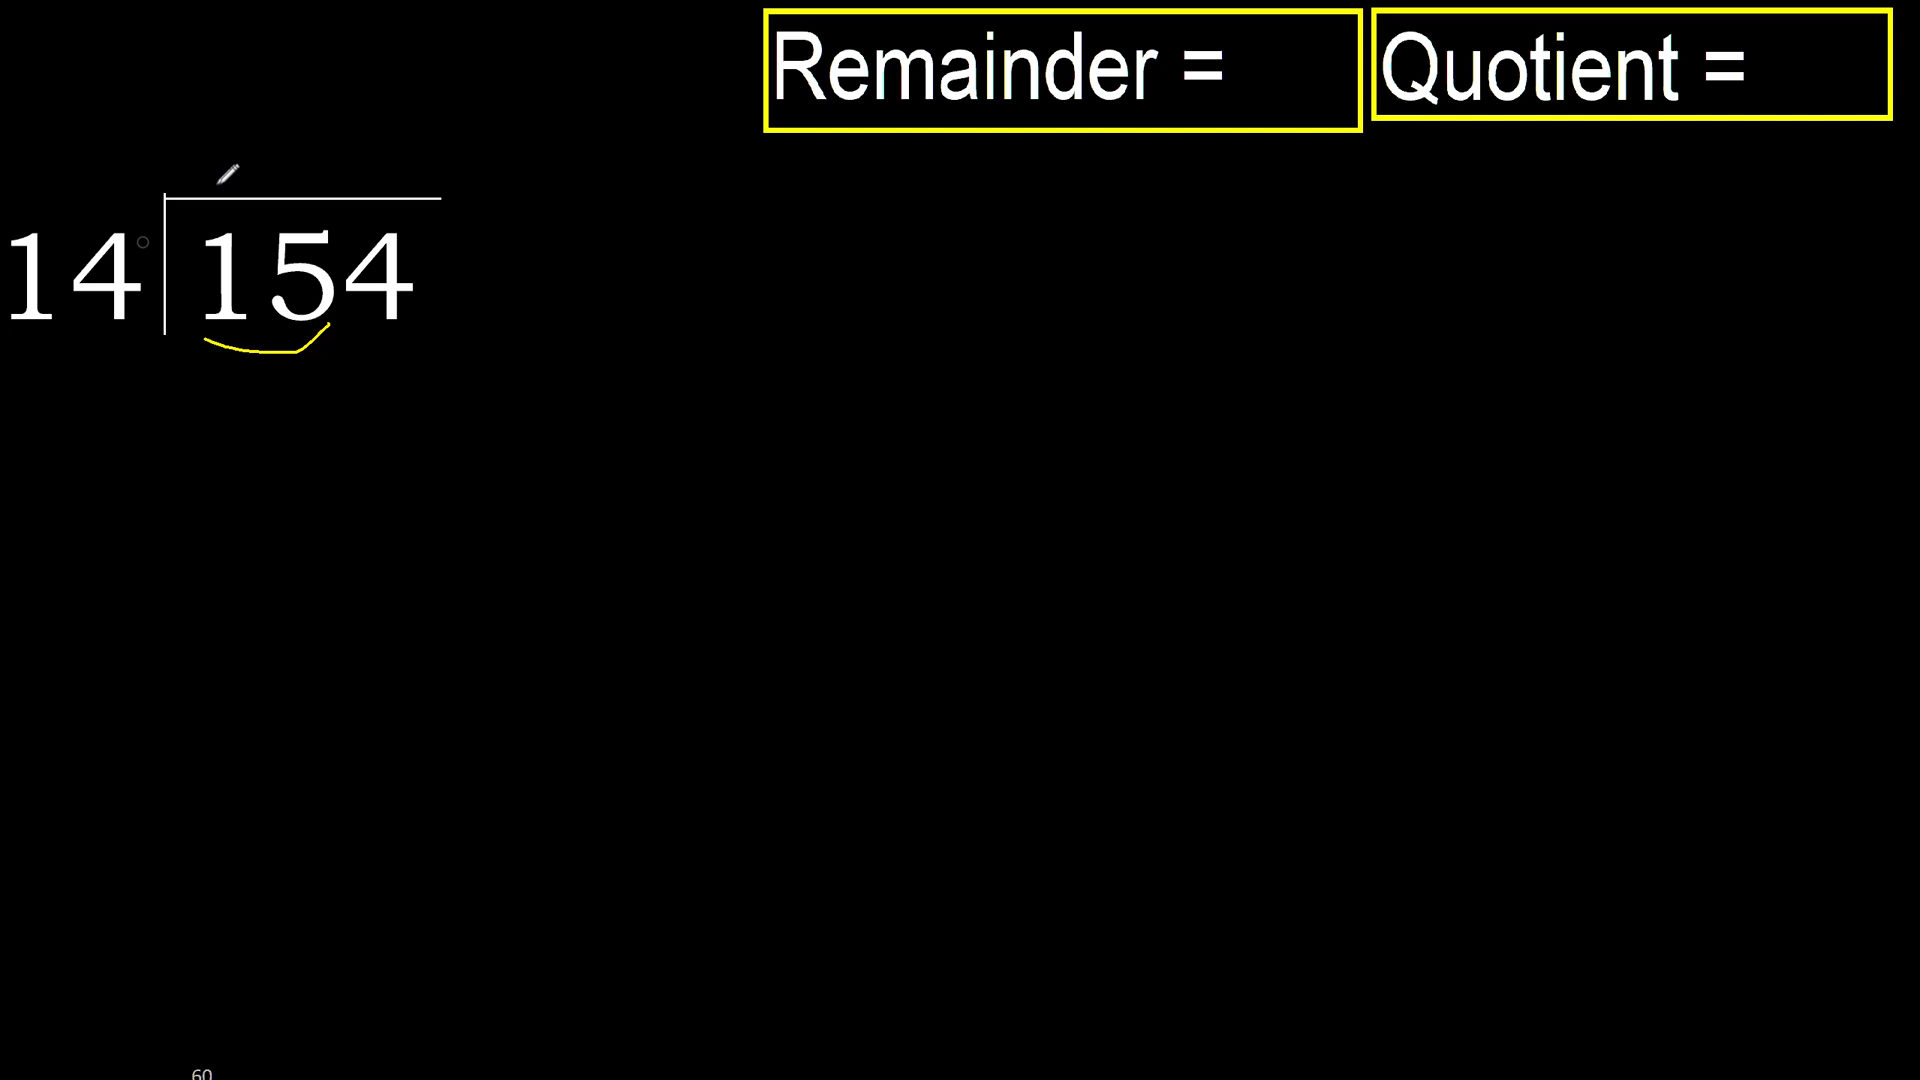 Remainder = Quotient =
14 154
60